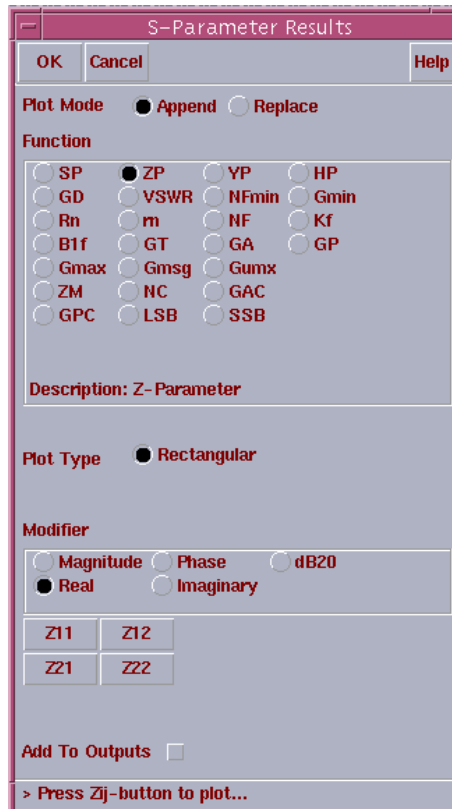 S-Parameter Results
OK Cancel Help
Plot Mode Append Replace
Function
SP ZP YP HP
GD VSWR NFmin Gmin
Rn rn NF Kf
B1f GT GA GP
Gmax Gmsg Gumx
ZM NC GAC
GPC LSB SSB
Description: Z-Parameter
Plot Type Rectangular
Modifier
Magnitude Phase dB20
Real Imaginary
Z11 Z12
Z21 Z22
Add To Outputs
> Press Zij-button to plot...